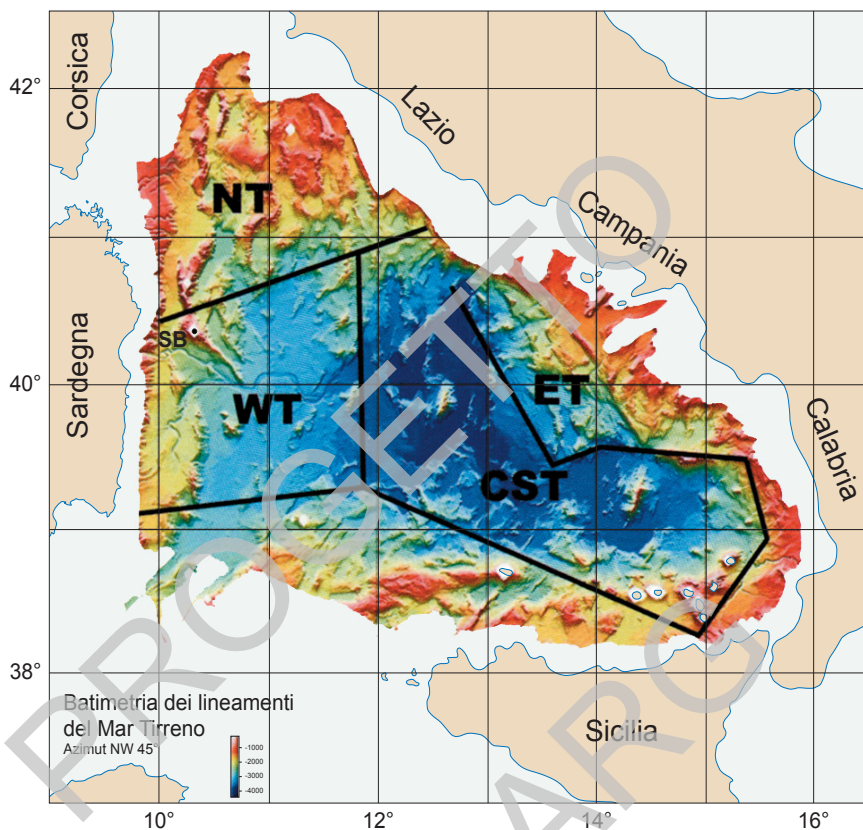 42°
40°
38°
10°
12°
14°
16°
Corsica
Sardegna
Lazio
Campania
Calabria
Sicilia
NT
SB
WT
ET
CST
PROGETTO
CARG
Batimetria dei lineamenti
del Mar Tirreno
Azimut NW 45°
-1000
-2000
-3000
-4000